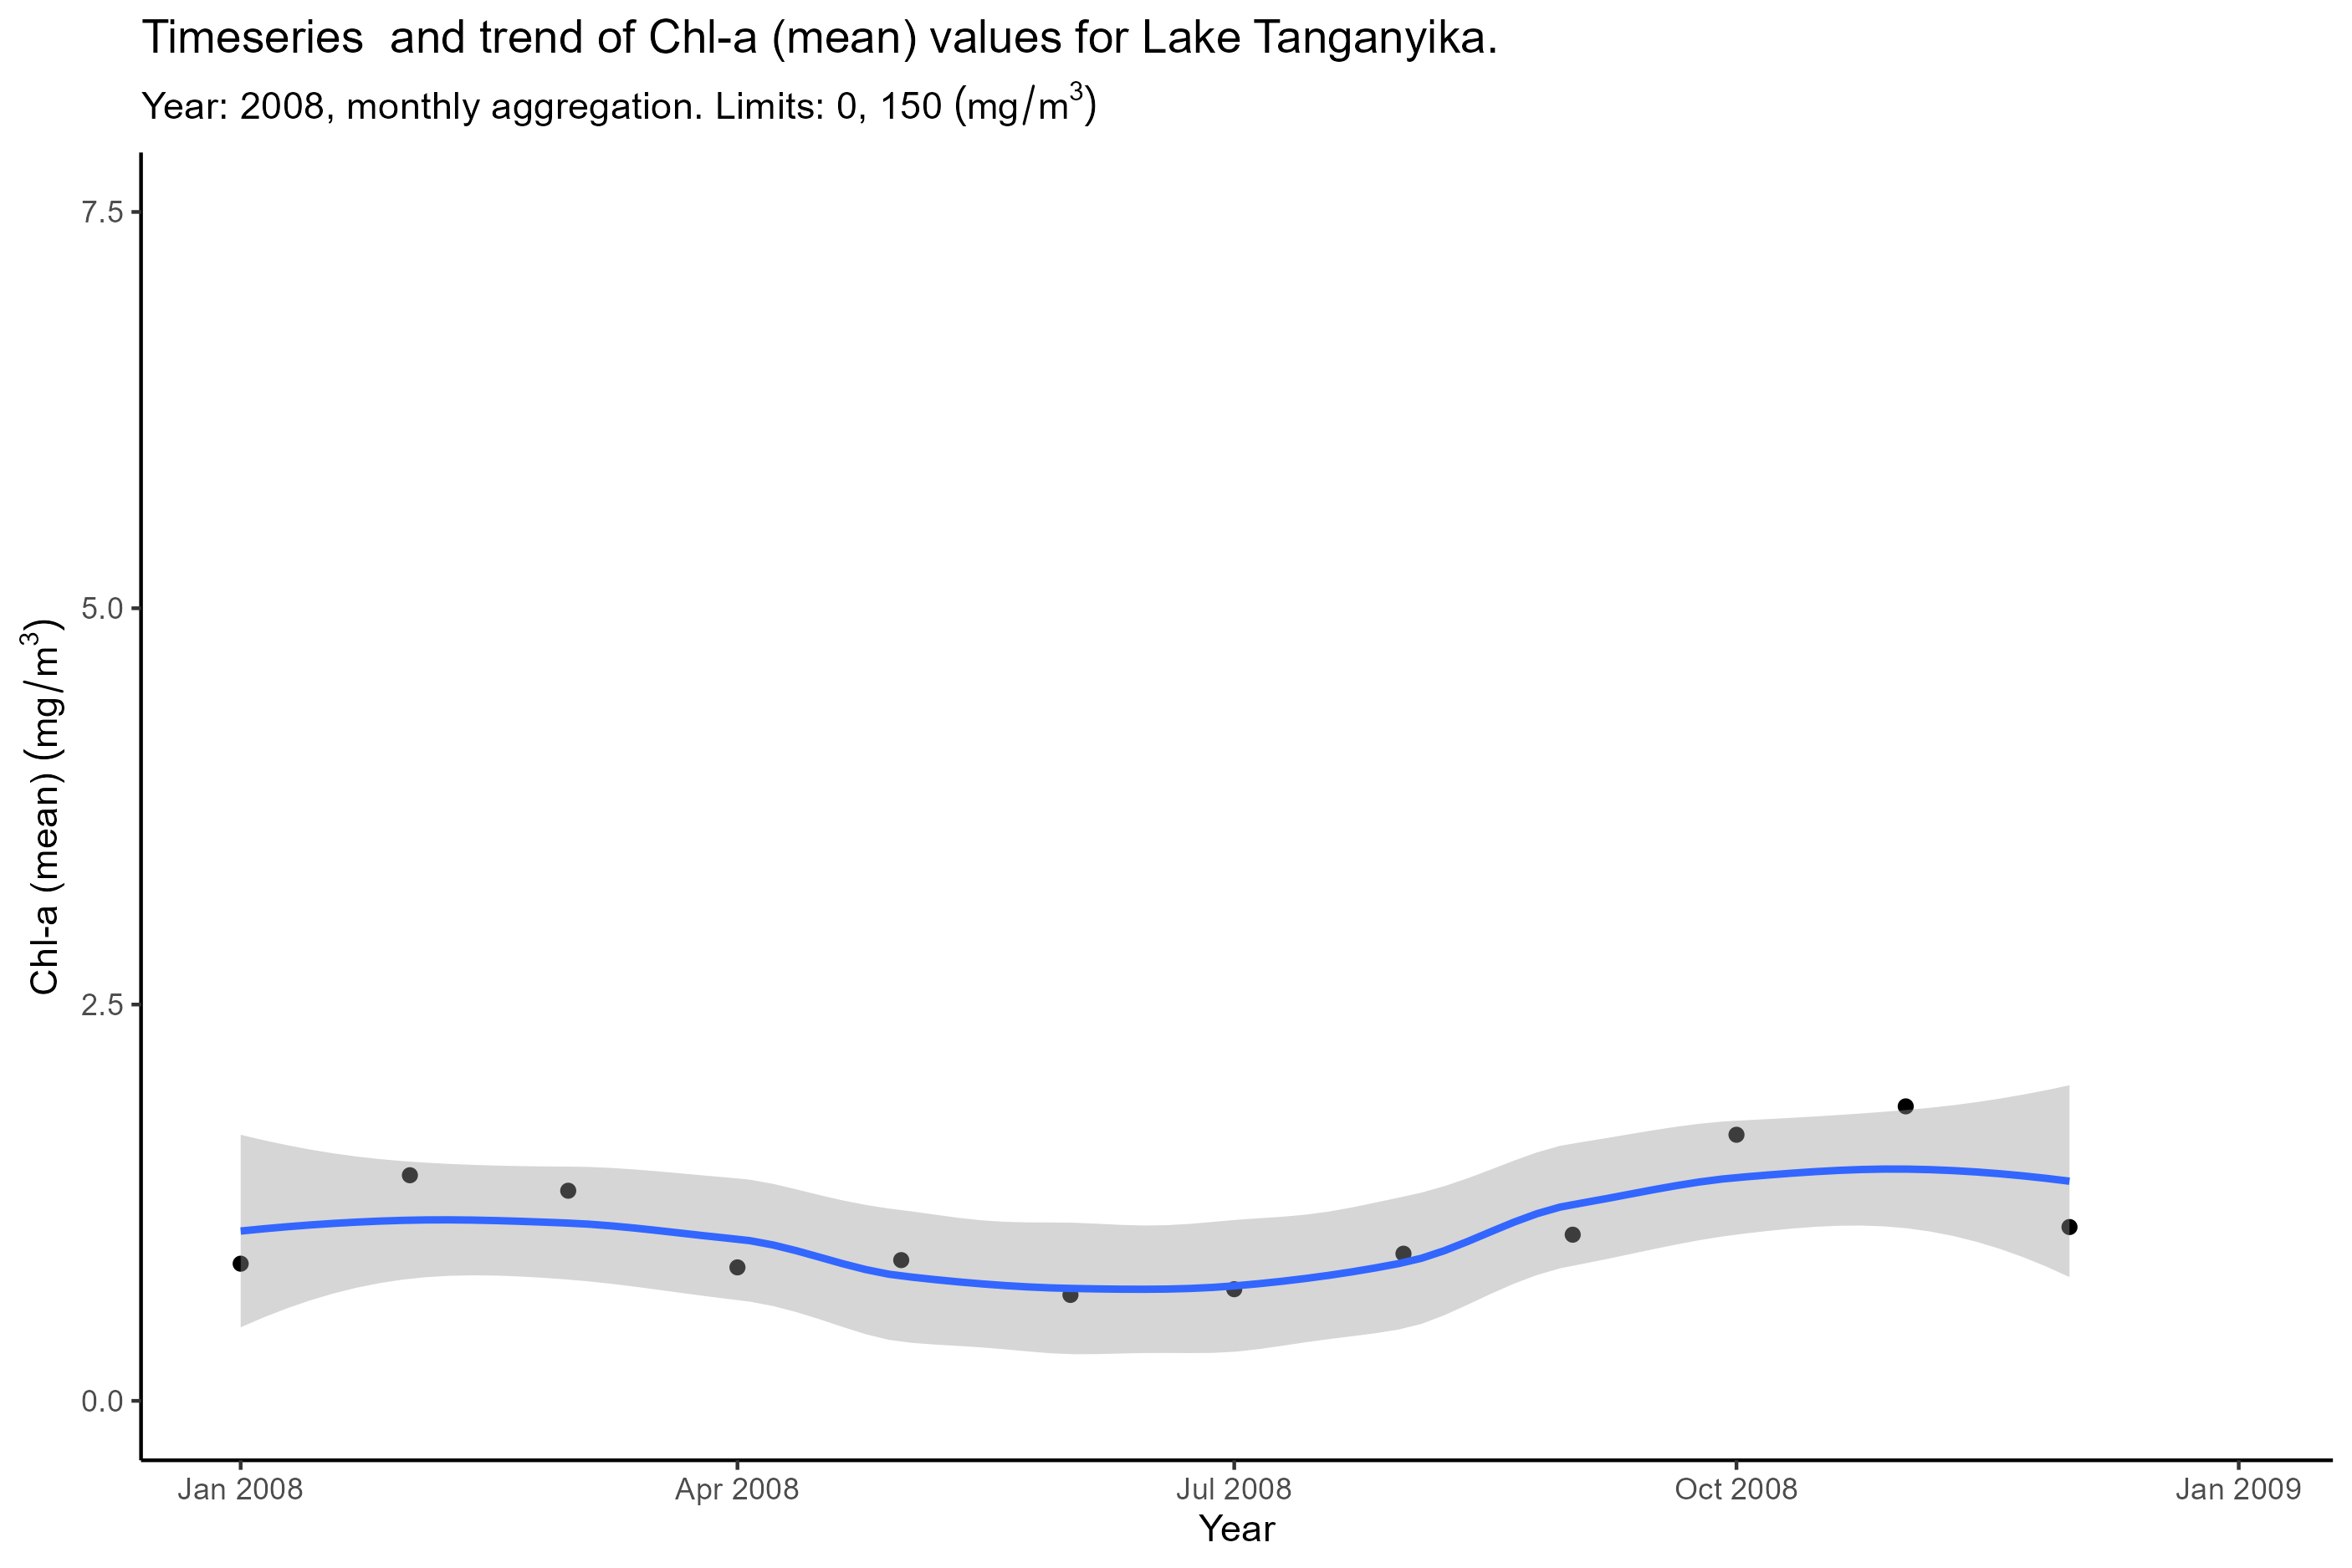 Timeseries  and trend of Chl-a (mean) values for Lake Tanganyika.
Year: 2008, monthly aggregation. Limits: 0, 150 (mg/m³)
Chl-a (mean) (mg/m³)
7.5
5.0
2.5
0.0
Jan 2008
Apr 2008
Jul 2008
Oct 2008
Jan 2009
Year